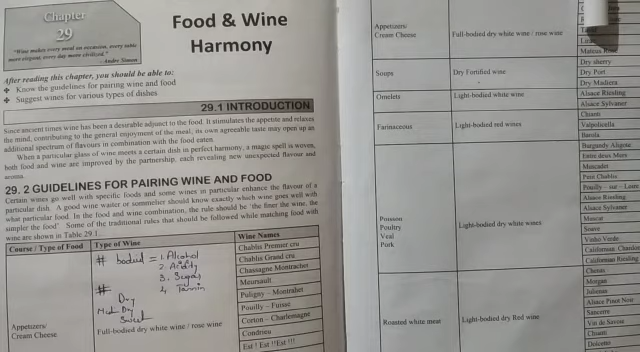 Chapter
29
"Wine makes every meal an occasion, every table
more elegant, every day more civilized."
– Andre Simon
Food & Wine
Harmony
After reading this chapter, you should be able to:
Know the guidelines for pairing wine and food
Suggest wines for various types of dishes
29.1 INTRODUCTION
Since ancient times wine has been a desirable adjunct to the food. It stimulates the appetite and relaxes
the mind, contributing to the general enjoyment of the meal, its own agreeable taste may open up an
additional spectrum of flavours in combination with the food eaten.
When a particular glass of wine meets a certain dish in perfect harmony, a magic spell is woven,
both food and wine are improved by the partnership, each revealing new unexpected flavour and
aroma.
29. 2 GUIDELINES FOR PAIRING WINE AND FOOD
Certain wines go well with specific foods and some wines in particular enhance the flavour of a
particular dish. A good wine waiter or sommelier should know exactly which wine goes well with
what particular food. In the food and wine combination, the rule should be 'the finer the wine, the
simpler the food' Some of the traditional rules that should be followed while matching food with
wine are shown in Table 29.1.
Course / Type of Food Type of Wine Wine Names
# bodied = 1. Alcohol
2. Acidity
3. Sugar
4. Tannin
#
Dry
Med. Dry
Sweet
Appetizers/
Cream Cheese
Full-bodied dry white wine / rose wine
Chablis Premier cru
Chablis Grand cru
Chassagne Montrachet
Meursault
Puligny – Montrahet
Pouilly – Fuisse
Corton – Charlemagne
Condrieu
Est ! Est !!Est !!!
Appetizers/
Cream Cheese
Full-bodied dry white wine / rose wine
Tavel
Marcus Rose
Soups
Dry Fortified wine
Dry sherry
Dry Port
Dry Madiera
Omelets
Light-bodied white wine
Alsace Riesling
Alsace Sylvaner
Farinaceous
Light-bodied red wines
Chianti
Valpolicella
Barola
Poisson
Poultry
Veal
Pork
Light-bodied dry white wines
Burgundy Aligote
Entre deux Mers
Muscadet
Petit Chablis
Pouilly – sur – Loire
Alsace Riesling
Alsace Sylvaner
Muscat
Soave
Vinho Verde
Californian Chardon
Californian Riesling
Roasted white meat
Light-bodied dry Red wine
Morgan
Julienas
Alsace Pinot Noir
Sancerre
Vin de Savoie
Chianti
Dolcetto